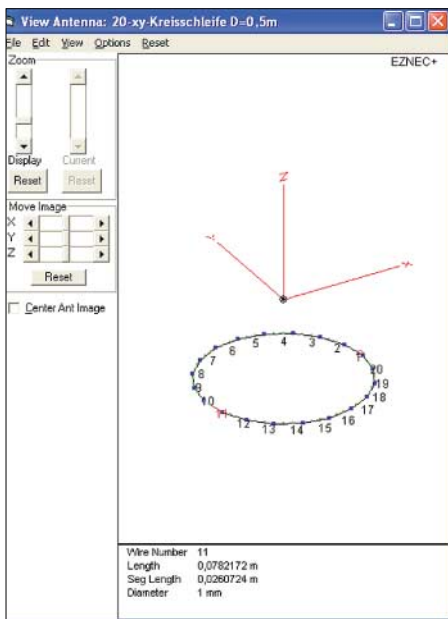 View Antenna: 20-xy-Kreisschleife D=0,5m
File Edit View Options Reset
Zoom
Display Current
Reset Reset
Move Image
X
Y
Z
Reset
Center Ant Image
EZNEC+
Z
Y
X
1
2
3
4
5
6
7
8
9
10
11
12
13
14
15
16
17
18
19
20
Wire Number 11
Length 0,0782172 m
Seg Length 0,0260724 m
Diameter 1 mm